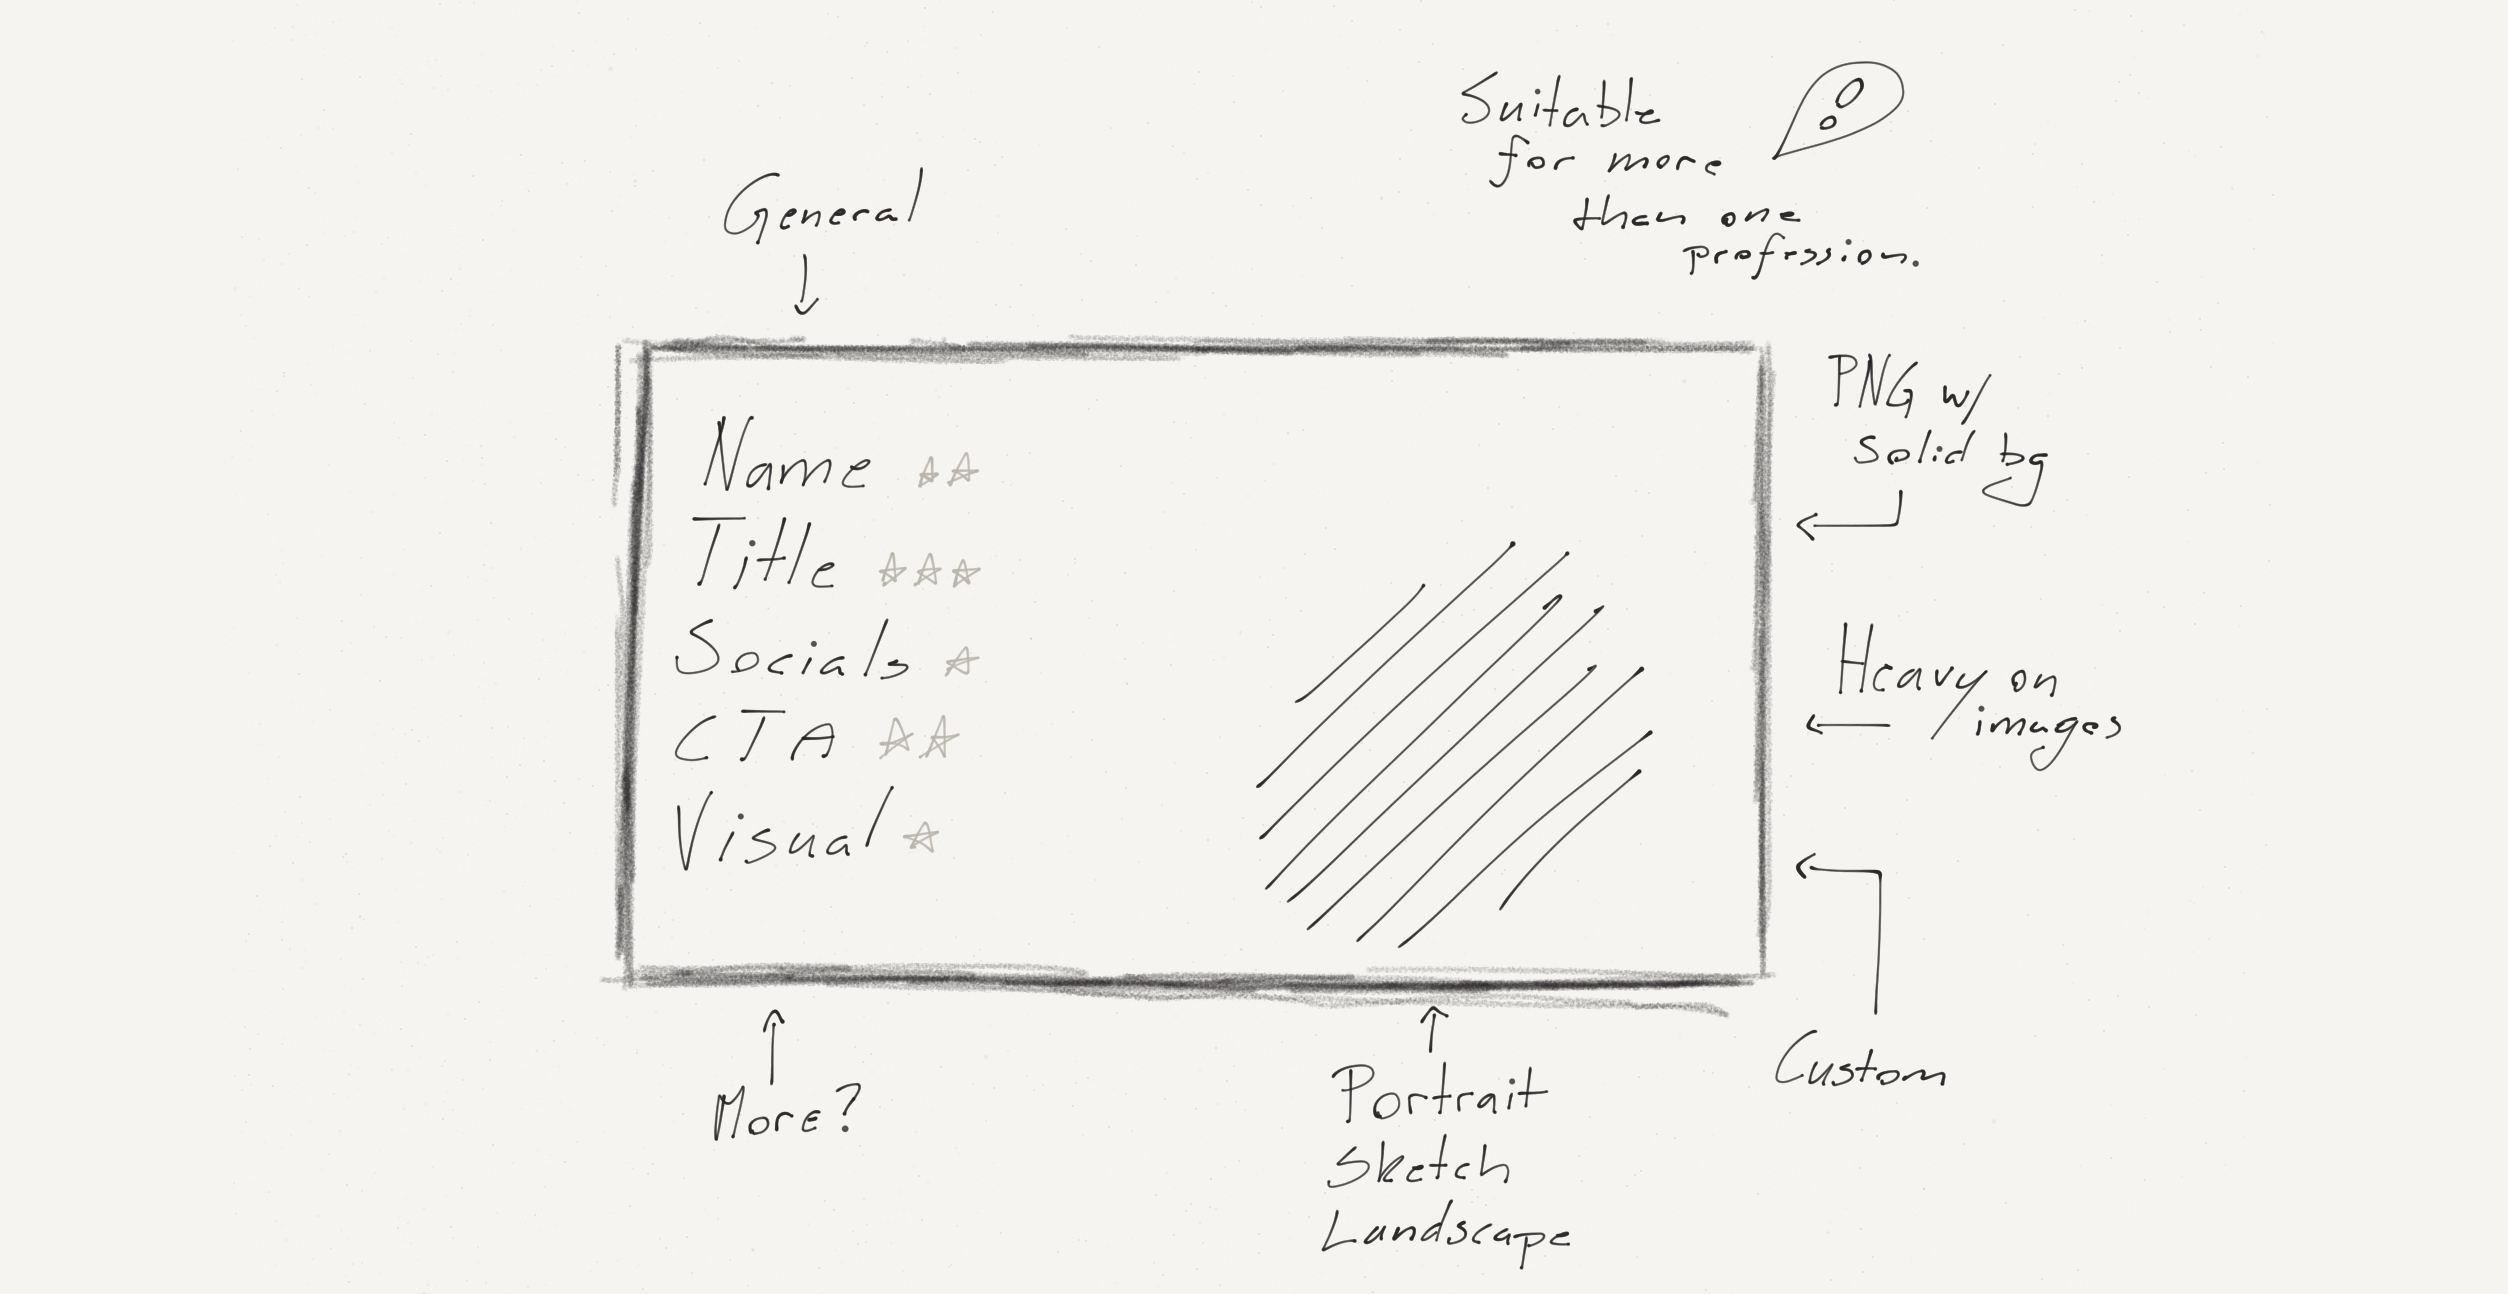 Suitable
for more
then one
profession.
General
Name
Title
Socials
CTA
Visual
PNG w/
Solid bg
Heavy on
images
Custom
More?
Portrait
Sketch
Landscape